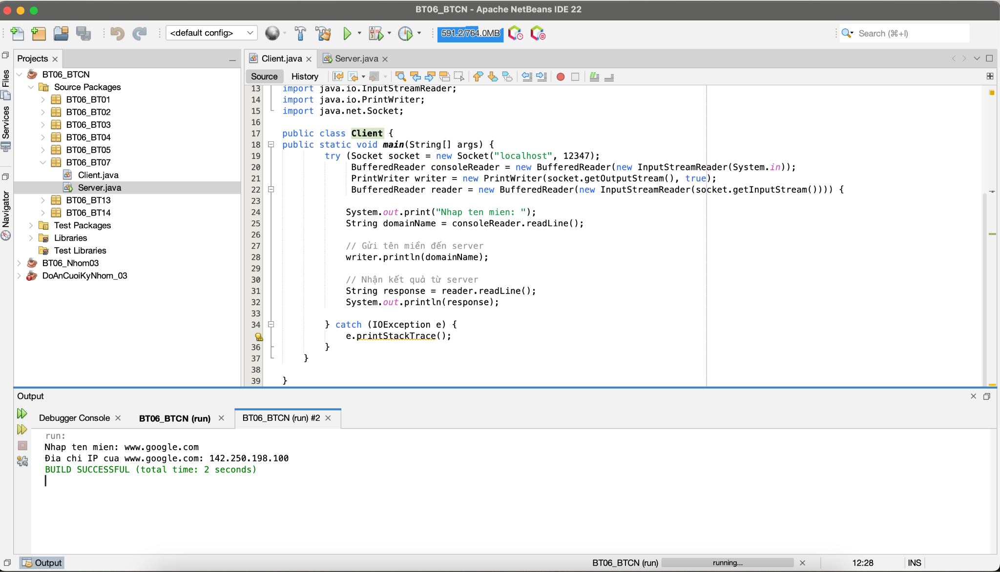 BT06_BTCN - Apache NetBeans IDE 22
<default config>
591.2/764.0MB
Search (⌘+I)
Files
Services
Navigator
Projects
BT06_BTCN
Source Packages
BT06_BT01
BT06_BT02
BT06_BT03
BT06_BT04
BT06_BT05
BT06_BT07
Client.java
Server.java
BT06_BT13
BT06_BT14
Test Packages
Libraries
Test Libraries
BT06_Nhom03
DoAnCuoiKyNhom_03
Client.java
Server.java
Source History
13 import java.io.InputStreamReader;
14 import java.io.PrintWriter;
15 import java.net.Socket;
16
17 public class Client {
18 public static void main(String[] args) {
19 try (Socket socket = new Socket("localhost", 12347);
20 BufferedReader consoleReader = new BufferedReader(new InputStreamReader(System.in));
21 PrintWriter writer = new PrintWriter(socket.getOutputStream(), true);
22 BufferedReader reader = new BufferedReader(new InputStreamReader(socket.getInputStream()))) {
23
24 System.out.print("Nhap ten mien: ");
25 String domainName = consoleReader.readLine();
26
27 // Gửi tên miền đến server
28 writer.println(domainName);
29
30 // Nhận kết quả từ server
31 String response = reader.readLine();
32 System.out.println(response);
33
34 } catch (IOException e) {
e.printStackTrace();
36 }
37 }
38
39 }
Output
Debugger Console
BT06_BTCN (run)
BT06_BTCN (run) #2
run:
Nhap ten mien: www.google.com
Đia chi IP cua www.google.com: 142.250.198.100
BUILD SUCCESSFUL (total time: 2 seconds)
Output
BT06_BTCN (run)
running...
12:28
INS